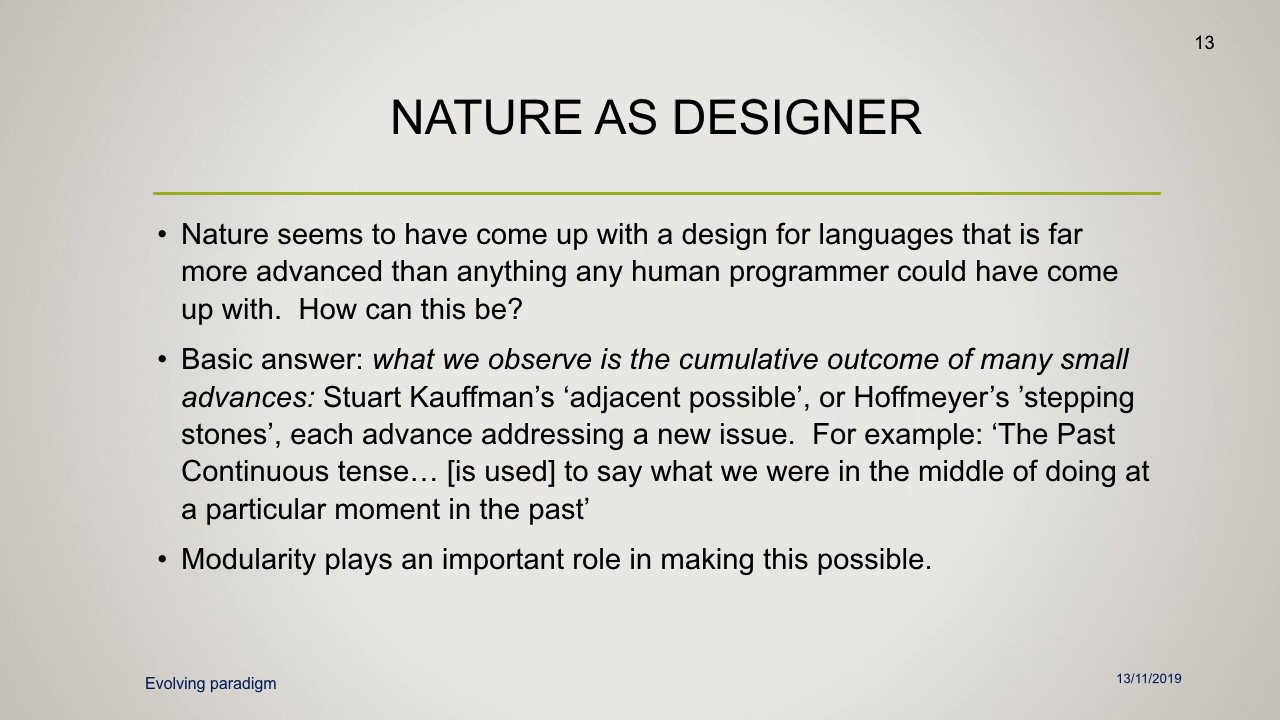 13
NATURE AS DESIGNER
• Nature seems to have come up with a design for languages that is far
more advanced than anything any human programmer could have come
up with.  How can this be?
• Basic answer: what we observe is the cumulative outcome of many small
advances: Stuart Kauffman’s ‘adjacent possible’, or Hoffmeyer’s ’stepping
stones’, each advance addressing a new issue.  For example: ‘The Past
Continuous tense… [is used] to say what we were in the middle of doing at
a particular moment in the past’
• Modularity plays an important role in making this possible.
Evolving paradigm
13/11/2019